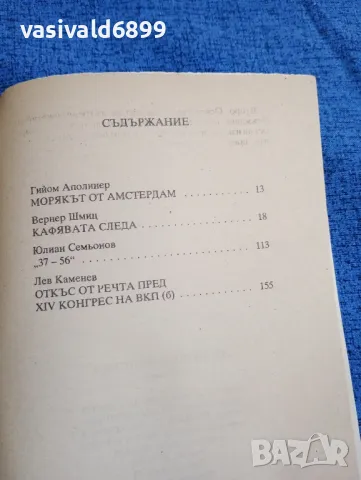 vasivald6899
СЪДЪРЖАНИЕ
Гийом Аполинер
МОРЯКЪТ ОТ АМСТЕРДАМ 13
Вернер Шмиц
КАФЯВАТА СЛЕДА 18
Юлиан Семьонов
„37 – 56“ 113
Лев Каменев
ОТКЪС ОТ РЕЧТА ПРЕД
XIV КОНГРЕС НА ВКП (б) 155
BAZAR